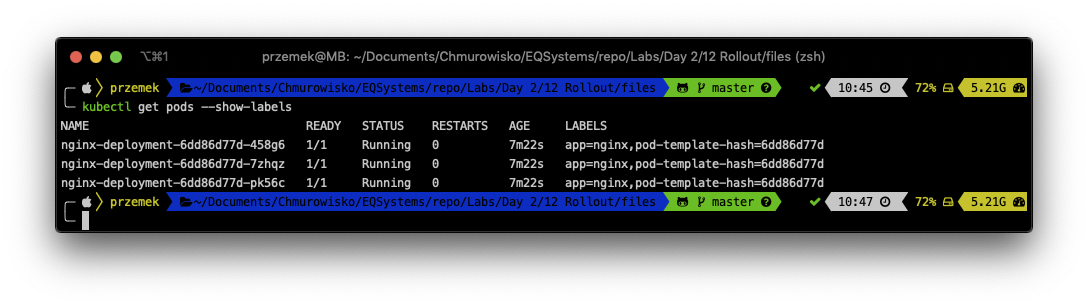 ⌥⌘1 przemek@MB: ~/Documents/Chmurowisko/EQSystems/repo/Labs/Day 2/12 Rollout/files (zsh)
przemek ~/Documents/Chmurowisko/EQSystems/repo/Labs/Day 2/12 Rollout/files master ? ✔ 10:45 72% 5.21G
kubectl get pods --show-labels
NAME READY STATUS RESTARTS AGE LABELS
nginx-deployment-6dd86d77d-458g6 1/1 Running 0 7m22s app=nginx,pod-template-hash=6dd86d77d
nginx-deployment-6dd86d77d-7zhqz 1/1 Running 0 7m22s app=nginx,pod-template-hash=6dd86d77d
nginx-deployment-6dd86d77d-pk56c 1/1 Running 0 7m22s app=nginx,pod-template-hash=6dd86d77d
przemek ~/Documents/Chmurowisko/EQSystems/repo/Labs/Day 2/12 Rollout/files master ? ✔ 10:47 72% 5.21G